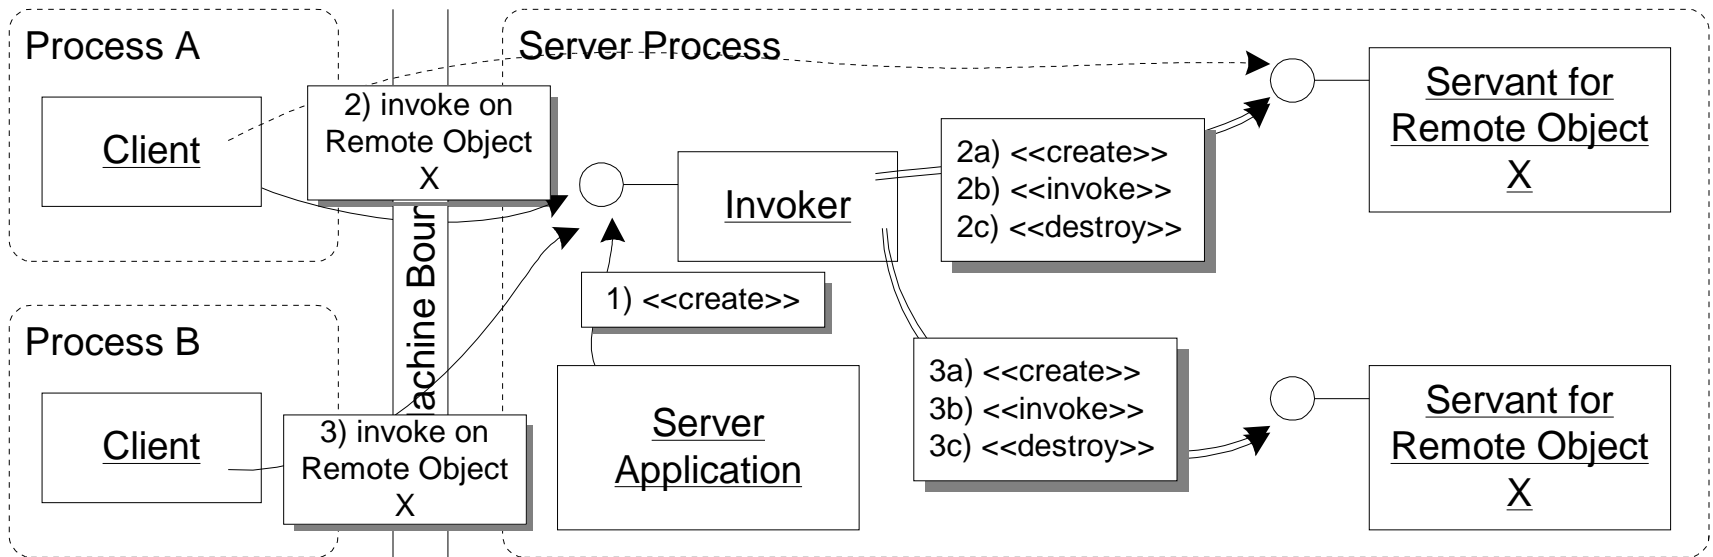 Process A
Client
2) invoke on
Remote Object
X
Server Process
Invoker
2a) <<create>>
2b) <<invoke>>
2c) <<destroy>>
Servant for
Remote Object
X
1) <<create>>
Process B
Client
3) invoke on
Remote Object
X
Server
Application
3a) <<create>>
3b) <<invoke>>
3c) <<destroy>>
Servant for
Remote Object
X